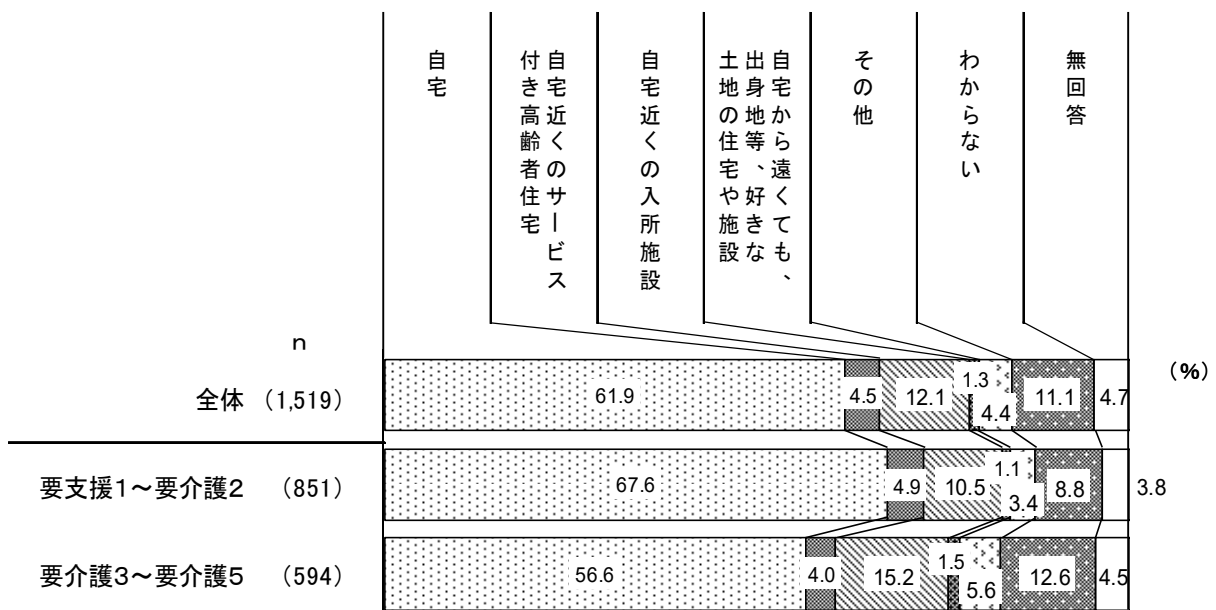 自宅
自宅近くのサービス
付き高齢者住宅
自宅近くの入所施設
自宅から遠くても、
出身地等、好きな
土地の住宅や施設
その他
わからない
無回答
n
(%)
全体 (1,519)
61.9 4.5 12.1 1.3 4.4 11.1 4.7
要支援1~要介護2 (851)
67.6 4.9 10.5 1.1 3.4 8.8 3.8
要介護3~要介護5 (594)
56.6 4.0 15.2 1.5 5.6 12.6 4.5